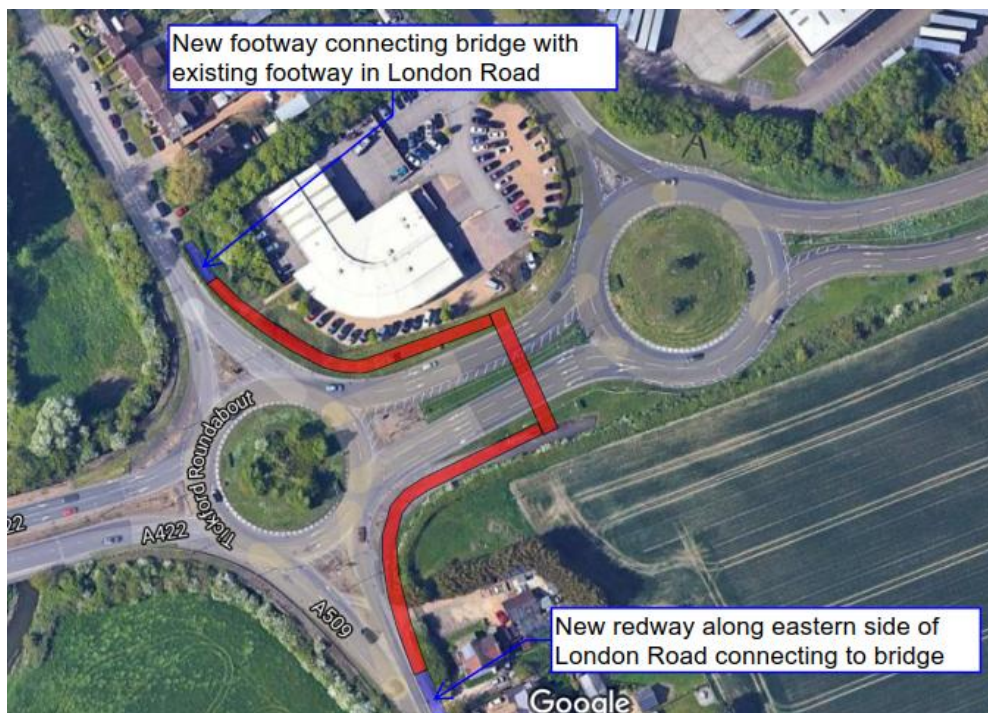 New footway connecting bridge with
existing footway in London Road
A
Tickford Roundabout
22
A422
A509
New redway along eastern side of
London Road connecting to bridge
Google